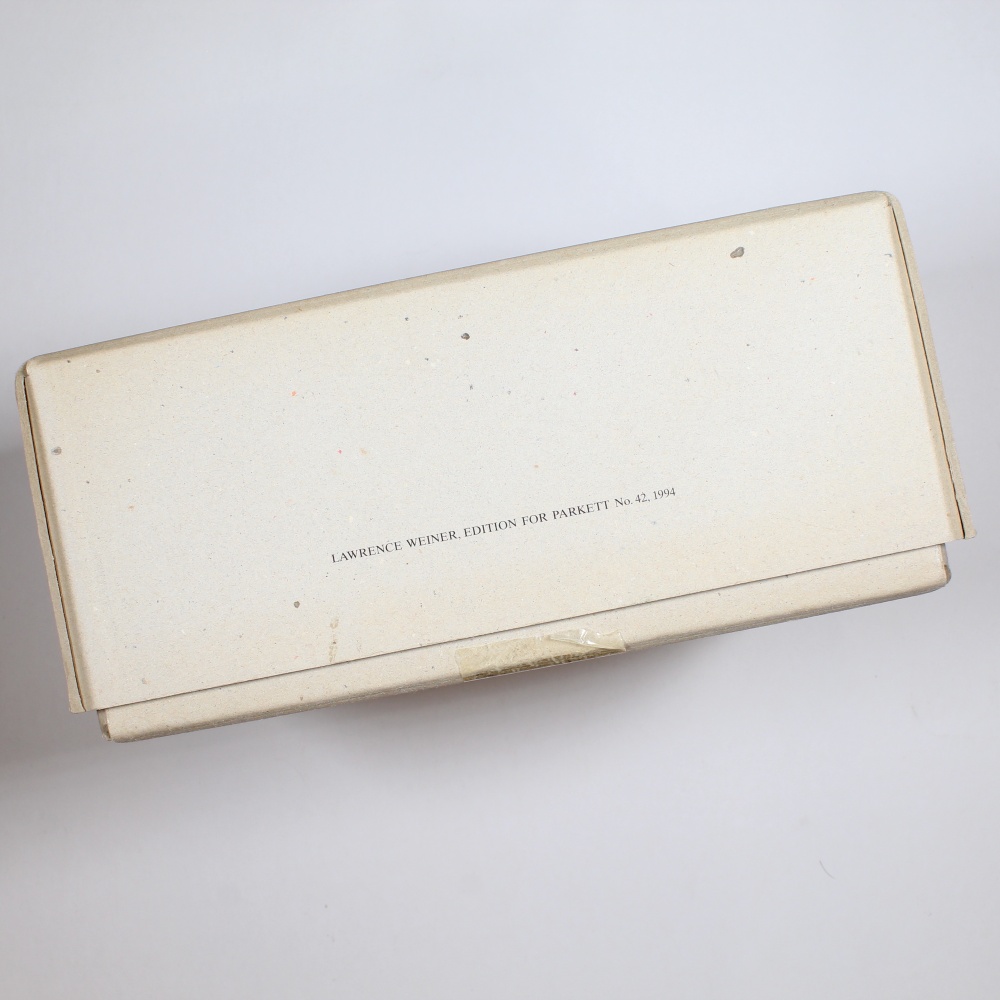 LAWRENCE WEINER, EDITION FOR PARKETT No. 42, 1994